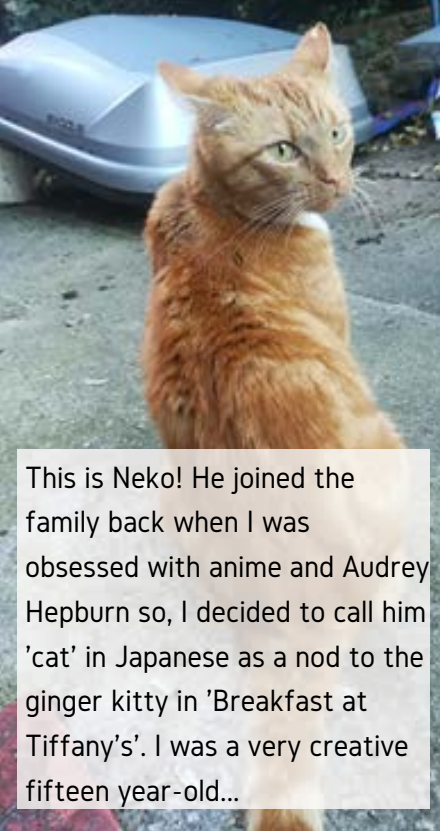 This is Neko! He joined the
family back when I was
obsessed with anime and Audrey
Hepburn so, I decided to call him
'cat' in Japanese as a nod to the
ginger kitty in 'Breakfast at
Tiffany's'. I was a very creative
fifteen year-old...